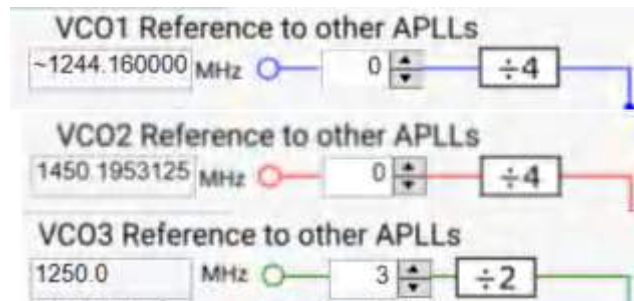 VCO1 Reference to other APLLs
~1244.160000 MHz 0 ÷4
VCO2 Reference to other APLLs
1450.1953125 MHz 0 ÷4
VCO3 Reference to other APLLs
1250.0 MHz 3 ÷2